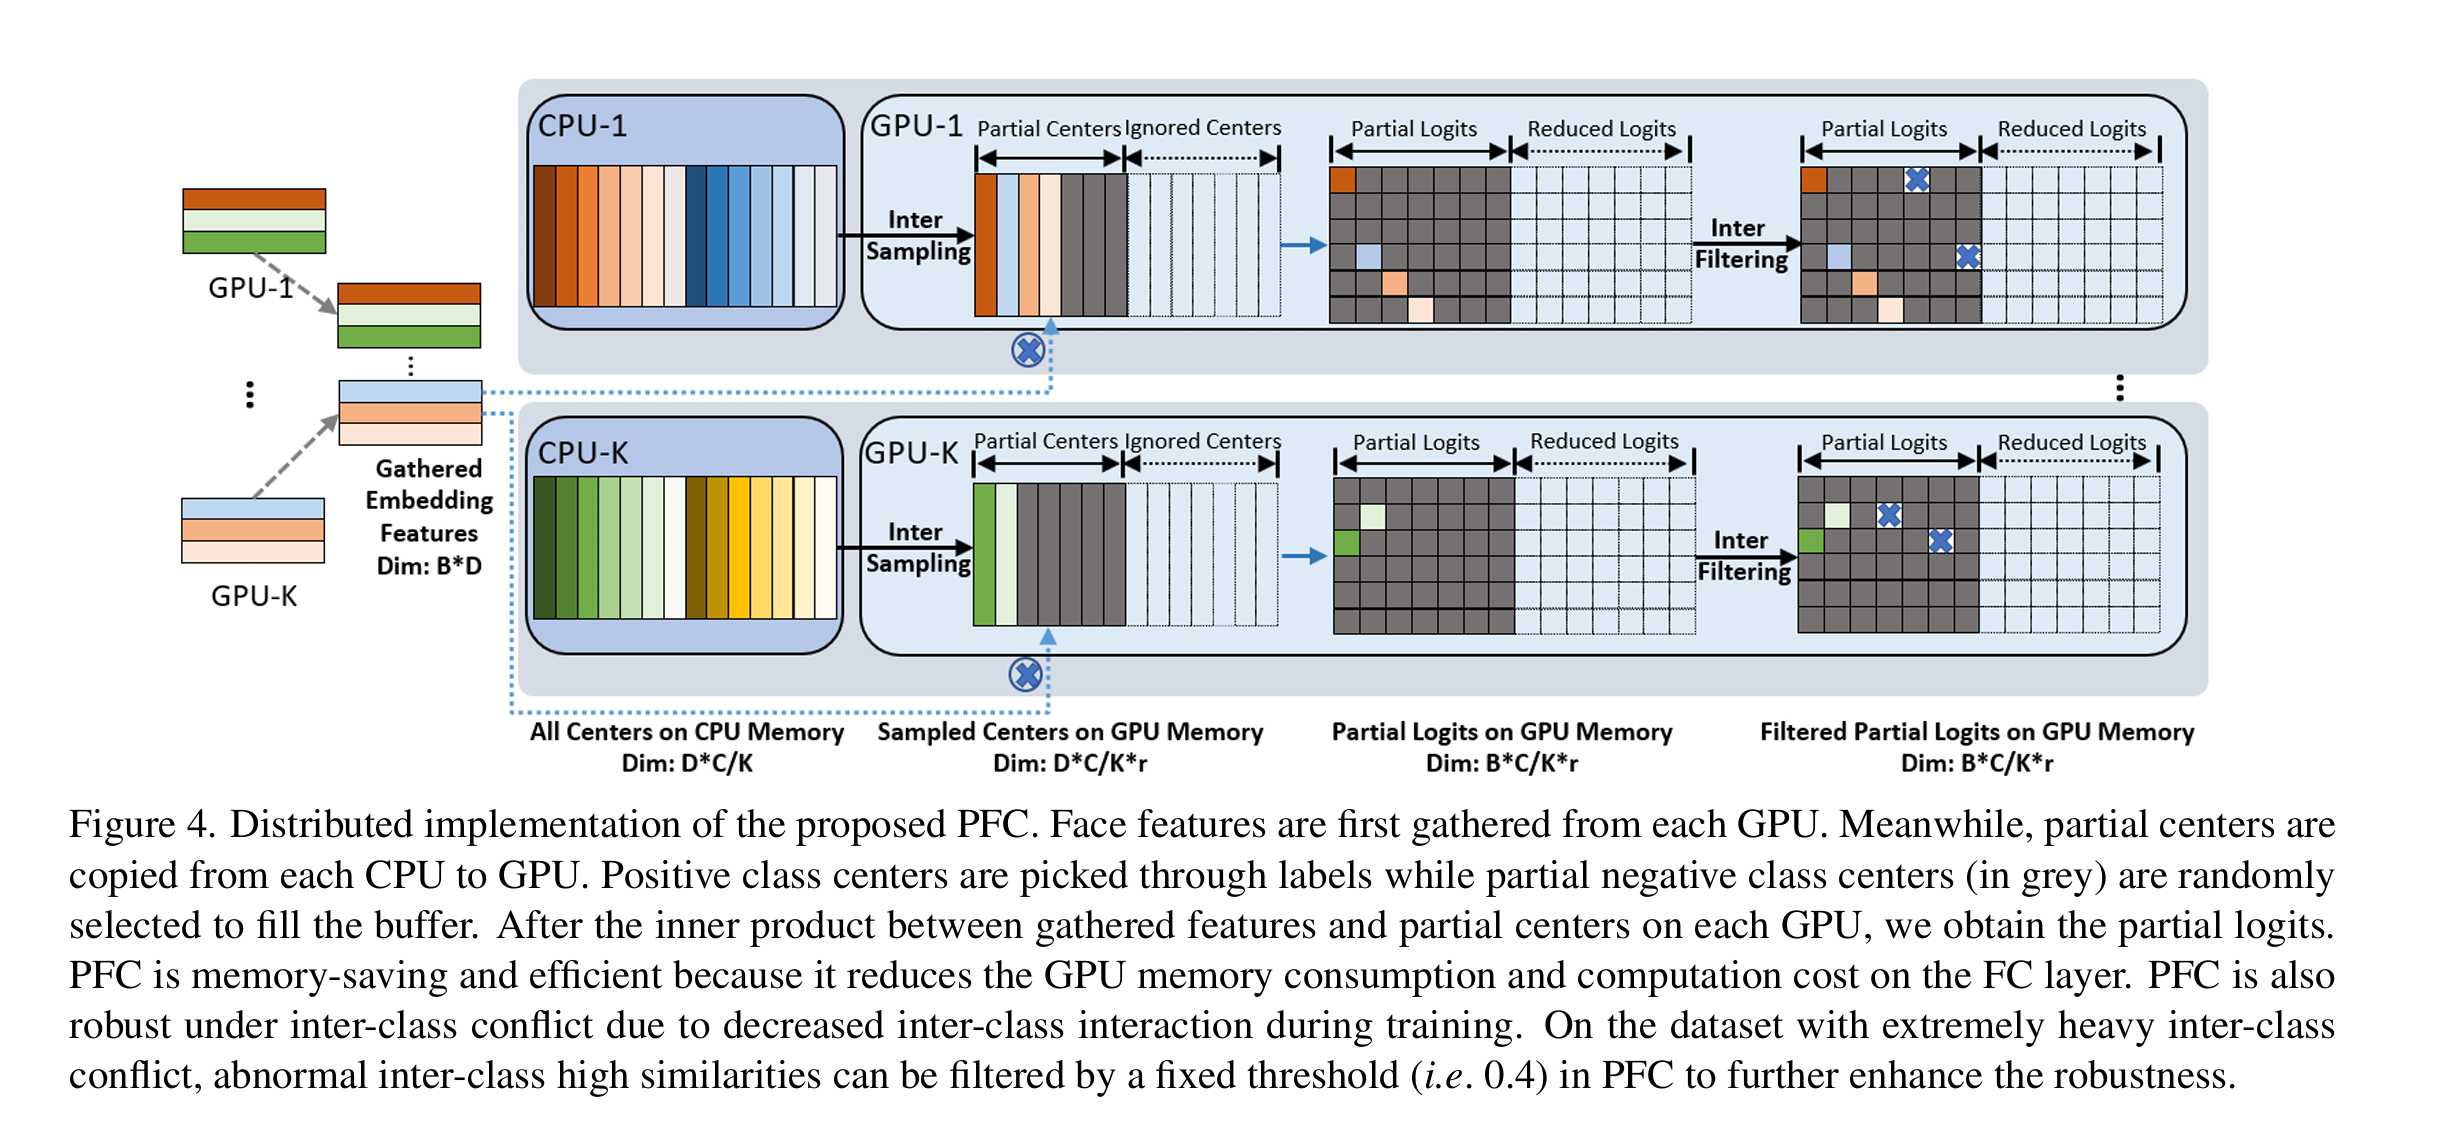 CPU-1
GPU-1
Partial Centers
Ignored Centers
Partial Logits
Reduced Logits
Partial Logits
Reduced Logits
Inter
Sampling
Inter
Filtering
GPU-1
Gathered
Embedding
Features
Dim: B*D
GPU-K
CPU-K
GPU-K
Partial Centers
Ignored Centers
Partial Logits
Reduced Logits
Partial Logits
Reduced Logits
Inter
Sampling
Inter
Filtering
All Centers on CPU Memory
Dim: D*C/K
Sampled Centers on GPU Memory
Dim: D*C/K*r
Partial Logits on GPU Memory
Dim: B*C/K*r
Filtered Partial Logits on GPU Memory
Dim: B*C/K*r
Figure 4. Distributed implementation of the proposed PFC. Face features are first gathered from each GPU. Meanwhile, partial centers are
copied from each CPU to GPU. Positive class centers are picked through labels while partial negative class centers (in grey) are randomly
selected to fill the buffer. After the inner product between gathered features and partial centers on each GPU, we obtain the partial logits.
PFC is memory-saving and efficient because it reduces the GPU memory consumption and computation cost on the FC layer. PFC is also
robust under inter-class conflict due to decreased inter-class interaction during training. On the dataset with extremely heavy inter-class
conflict, abnormal inter-class high similarities can be filtered by a fixed threshold (i.e. 0.4) in PFC to further enhance the robustness.